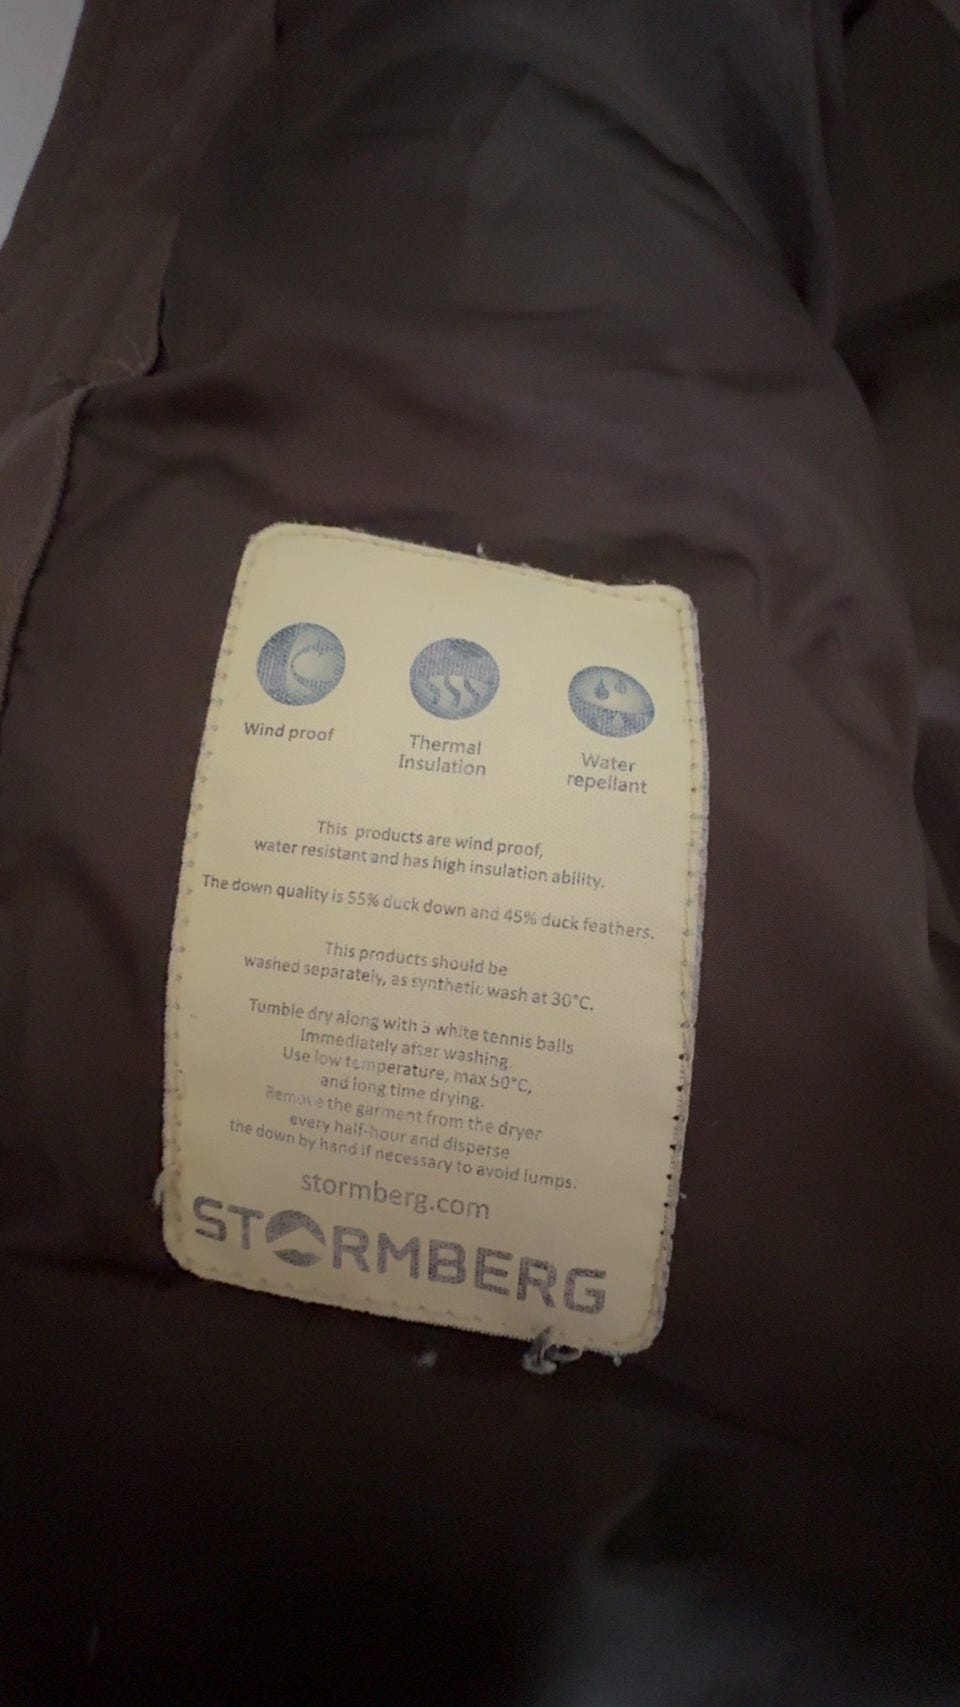 Wind proof
Thermal
Insulation
Water
repellant
This products are wind proof,
water resistant and has high insulation ability.
The down quality is 55% duck down and 45% duck feathers.
This products should be
washed separately, as synthetic wash at 30°C.
Tumble dry along with 3 white tennis balls
Immediately after washing.
Use low temperature, max 50°C,
and long time drying.
Remove the garment from the dryer
every half-hour and disperse
the down by hand if necessary to avoid lumps.
stormberg.com
STORMBERG